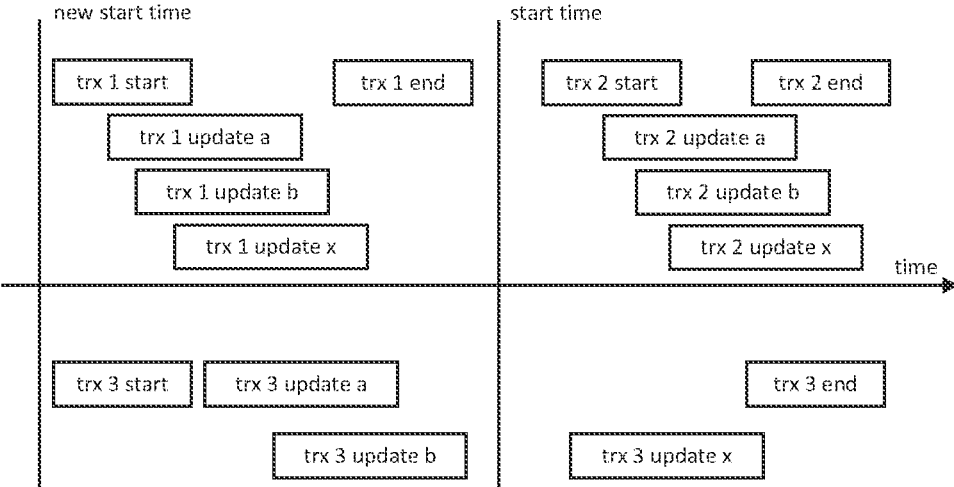 new start time
start time
trx 1 start
trx 1 end
trx 2 start
trx 2 end
trx 1 update a
trx 2 update a
trx 1 update b
trx 2 update b
trx 1 update x
trx 2 update x
time
trx 3 start
trx 3 update a
trx 3 end
trx 3 update b
trx 3 update x